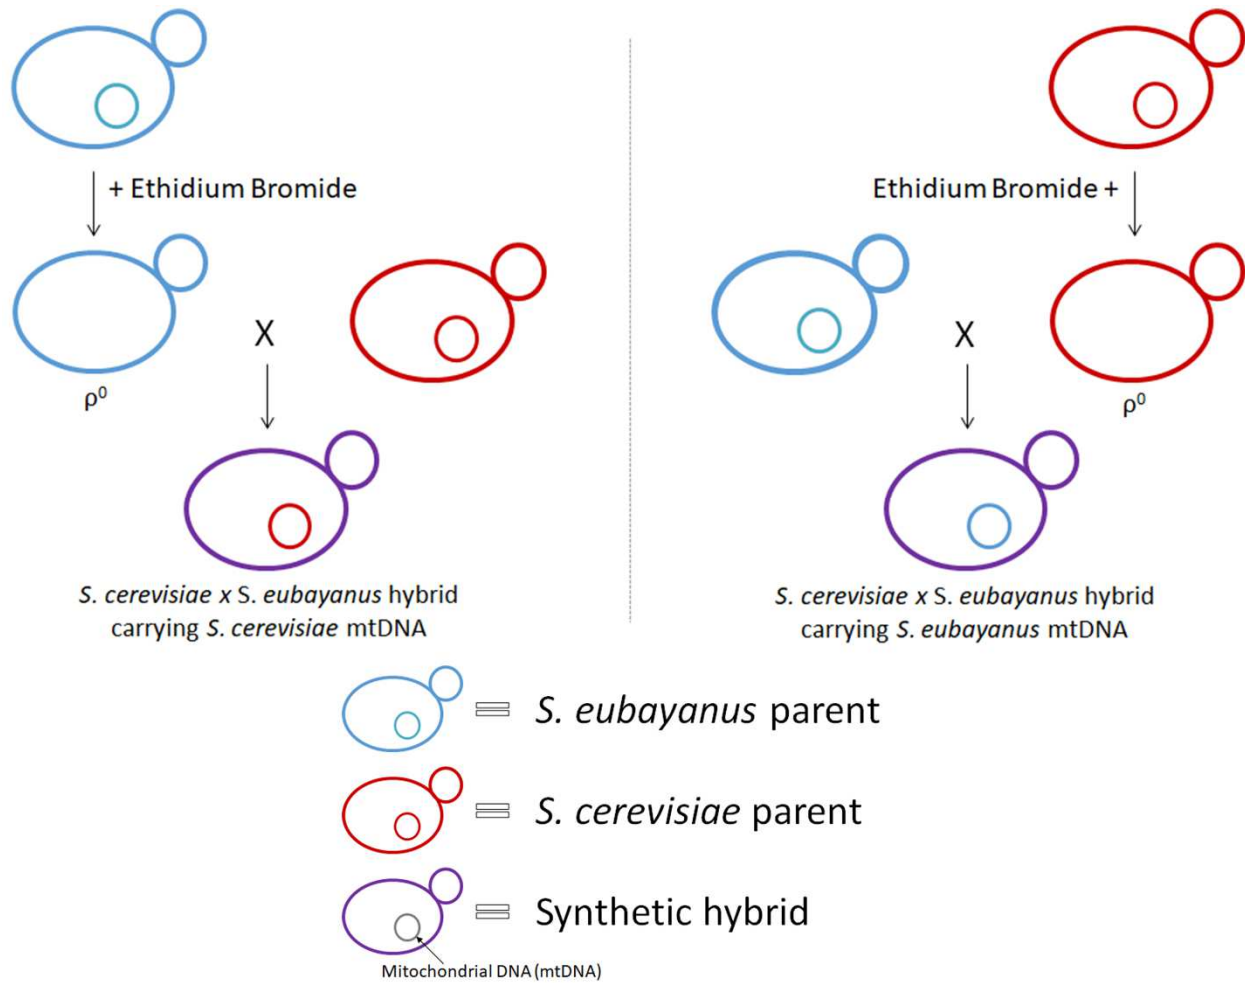 + Ethidium Bromide
Ethidium Bromide +
X
X
ρ⁰
ρ⁰
S. cerevisiae x S. eubayanus hybrid
carrying S. cerevisiae mtDNA
S. cerevisiae x S. eubayanus hybrid
carrying S. eubayanus mtDNA
= S. eubayanus parent
= S. cerevisiae parent
= Synthetic hybrid
Mitochondrial DNA (mtDNA)